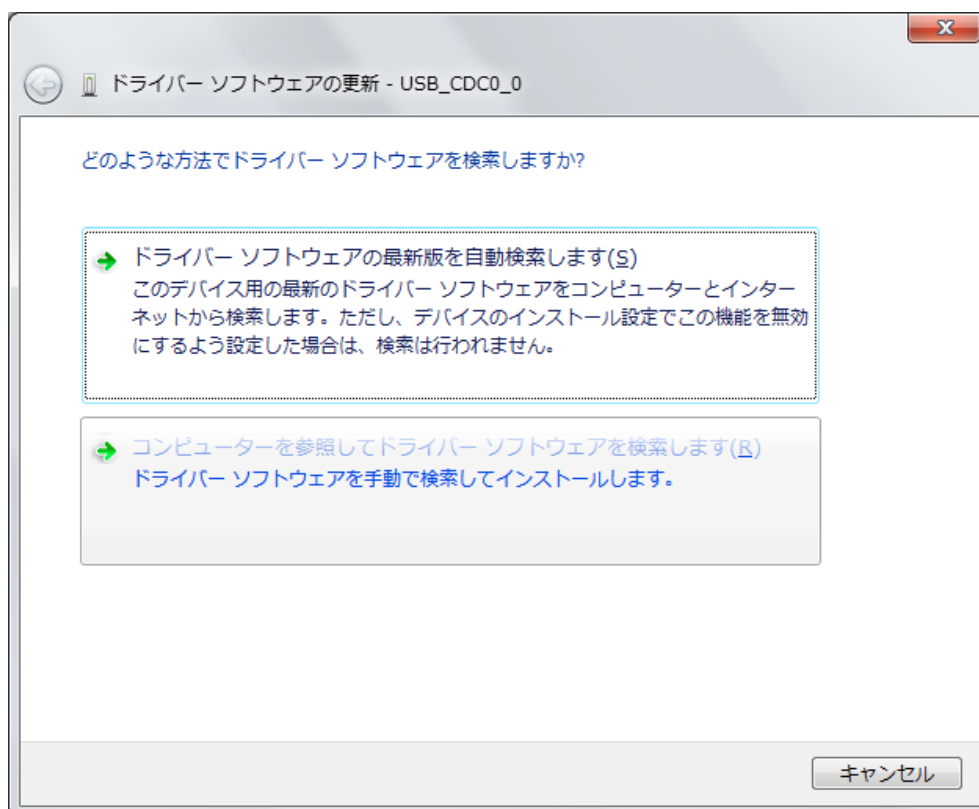 ドライバー ソフトウェアの更新 - USB_CDC0_0
どのような方法でドライバー ソフトウェアを検索しますか?
ドライバー ソフトウェアの最新版を自動検索します(S)
このデバイス用の最新のドライバー ソフトウェアをコンピューターとインター
ネットから検索します。ただし、デバイスのインストール設定でこの機能を無効
にするよう設定した場合は、検索は行われません。
コンピューターを参照してドライバー ソフトウェアを検索します(R)
ドライバー ソフトウェアを手動で検索してインストールします。
キャンセル